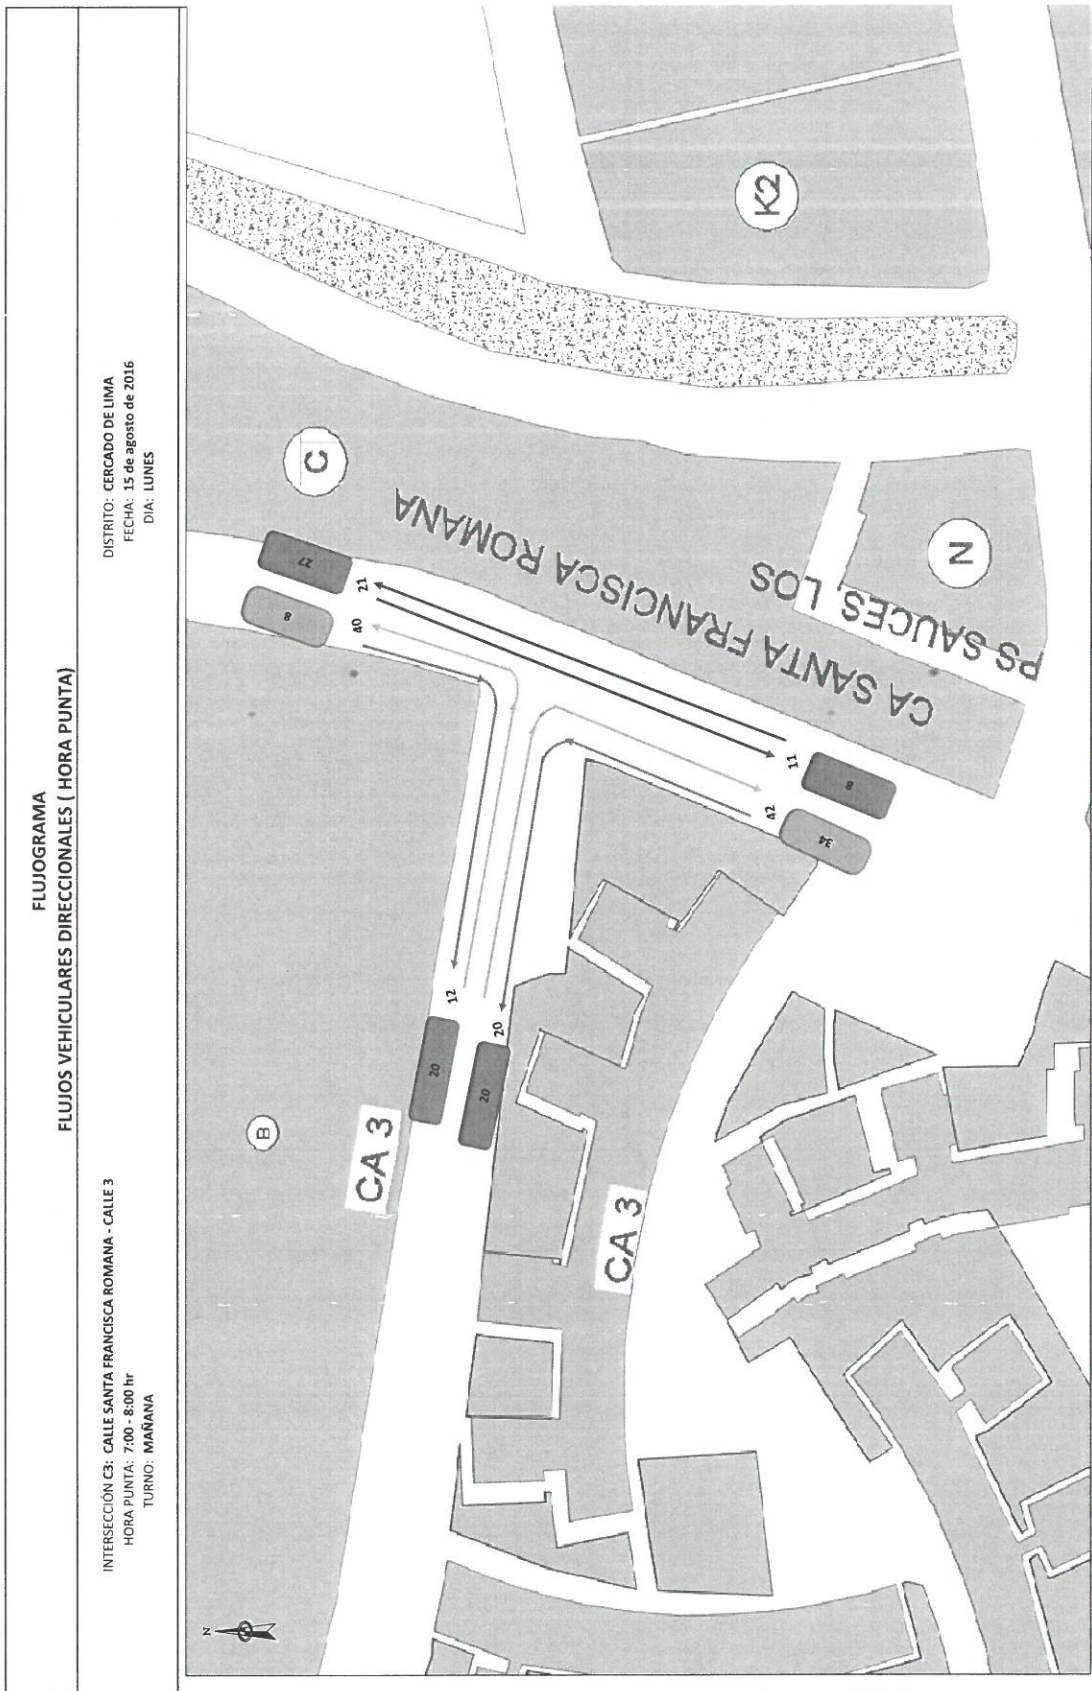 FLUJOGRAMA
FLUJOS VEHICULARES DIRECCIONALES ( HORA PUNTA)
INTERSECCIÓN C3: CALLE SANTA FRANCISCA ROMANA - CALLE 3
HORA PUNTA: 7:00 - 8:00 hr
TURNO: MAÑANA
DISTRITO: CERCADO DE LIMA
FECHA: 15 de agosto de 2016
DIA: LUNES
N
B
C
K2
N
CA 3
CA 3
CA SANTA FRANCISCA ROMANA
PS SAUCES, LOS
8
27
40
21
12
20
20
20
42
11
34
8